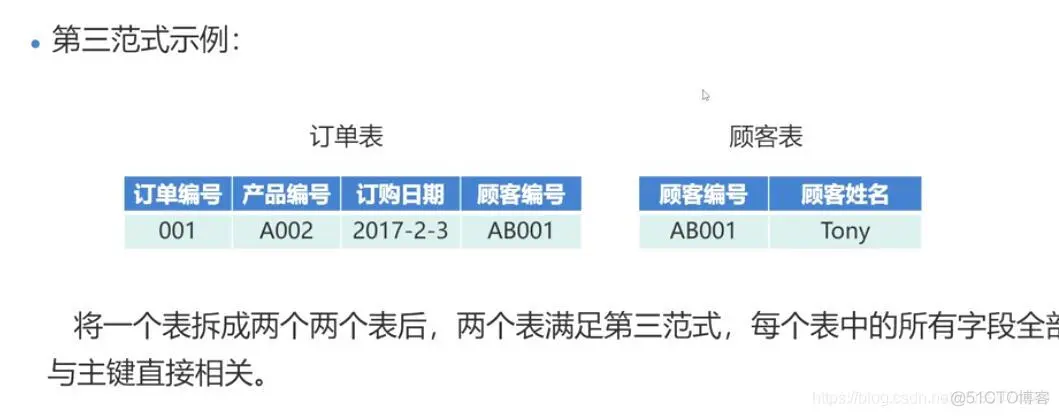 第三范式示例：
订单表 顾客表
订单编号 产品编号 订购日期 顾客编号 顾客编号 顾客姓名
001 A002 2017-2-3 AB001 AB001 Tony
将一个表拆成两个两个表后，两个表满足第三范式，每个表中的所有字段全部
与主键直接相关。
https://blog.csdn.ne @51CTO博客